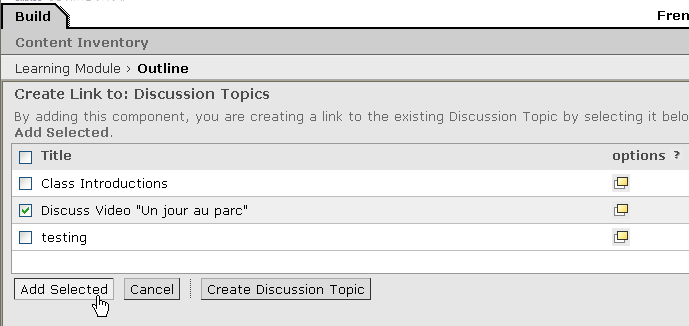 Build
Fren
Content Inventory
Learning Module › Outline
Create Link to: Discussion Topics
By adding this component, you are creating a link to the existing Discussion Topic by selecting it belo
Add Selected.
Title options ?
Class Introductions
Discuss Video "Un jour au parc"
testing
Add Selected Cancel Create Discussion Topic